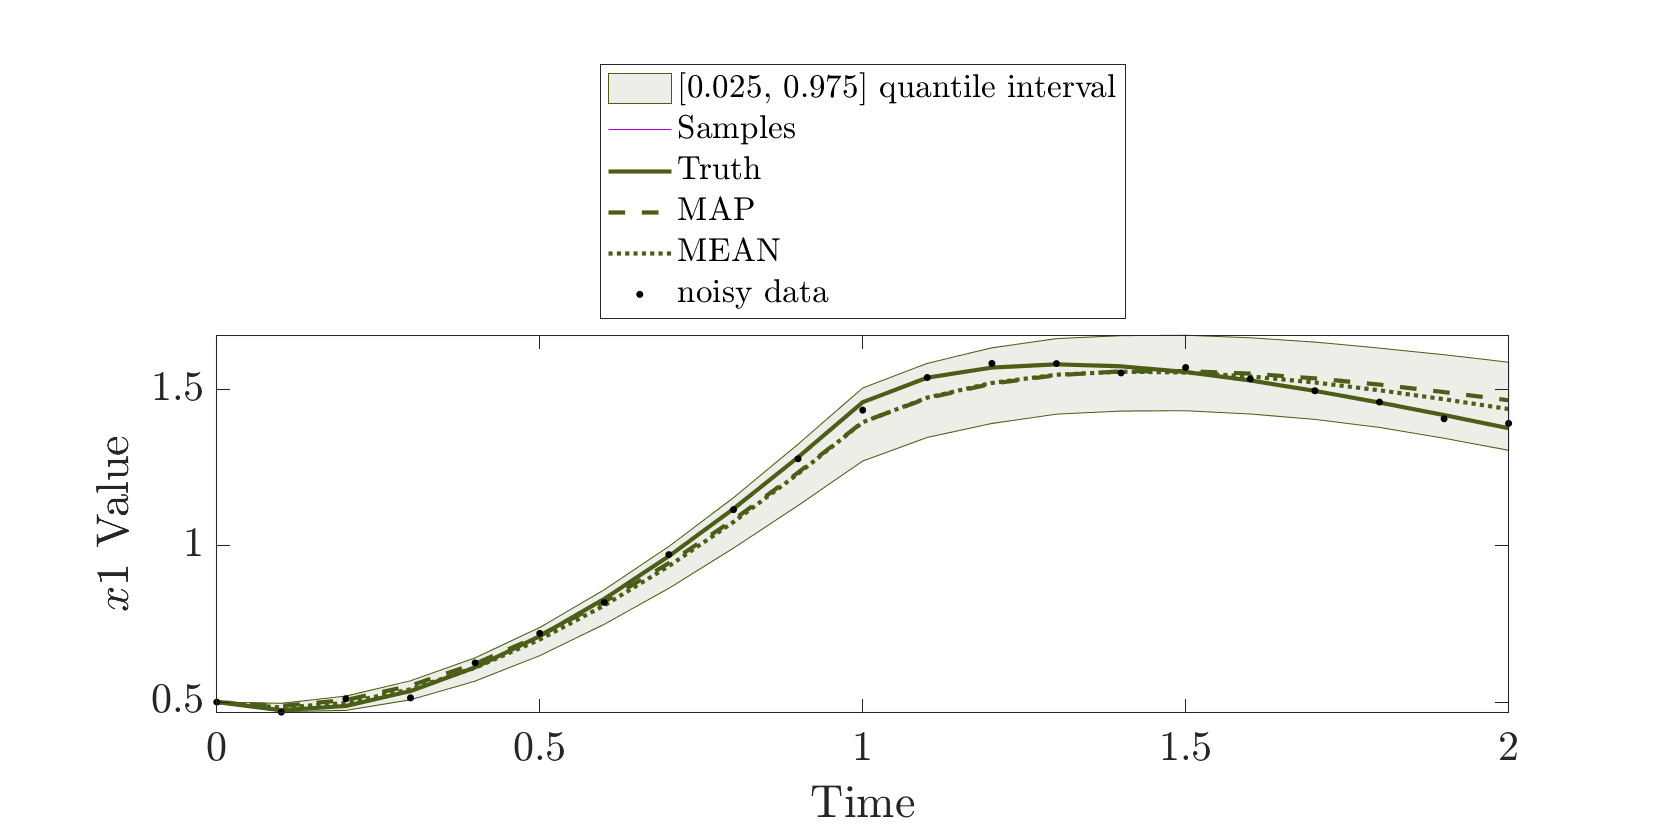 [0.025, 0.975] quantile interval
Samples
Truth
MAP
MEAN
noisy data
1.5
1
0.5
x1 Value
0 0.5 1 1.5 2
Time